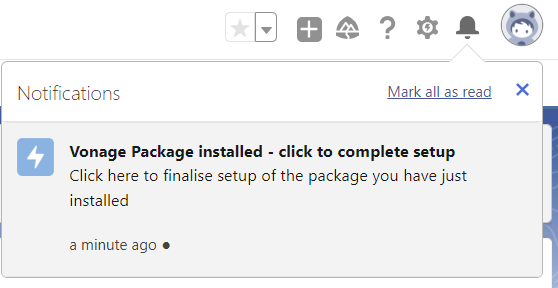 Notifications
Mark all as read
Vonage Package installed - click to complete setup
Click here to finalise setup of the package you have just
installed
a minute ago